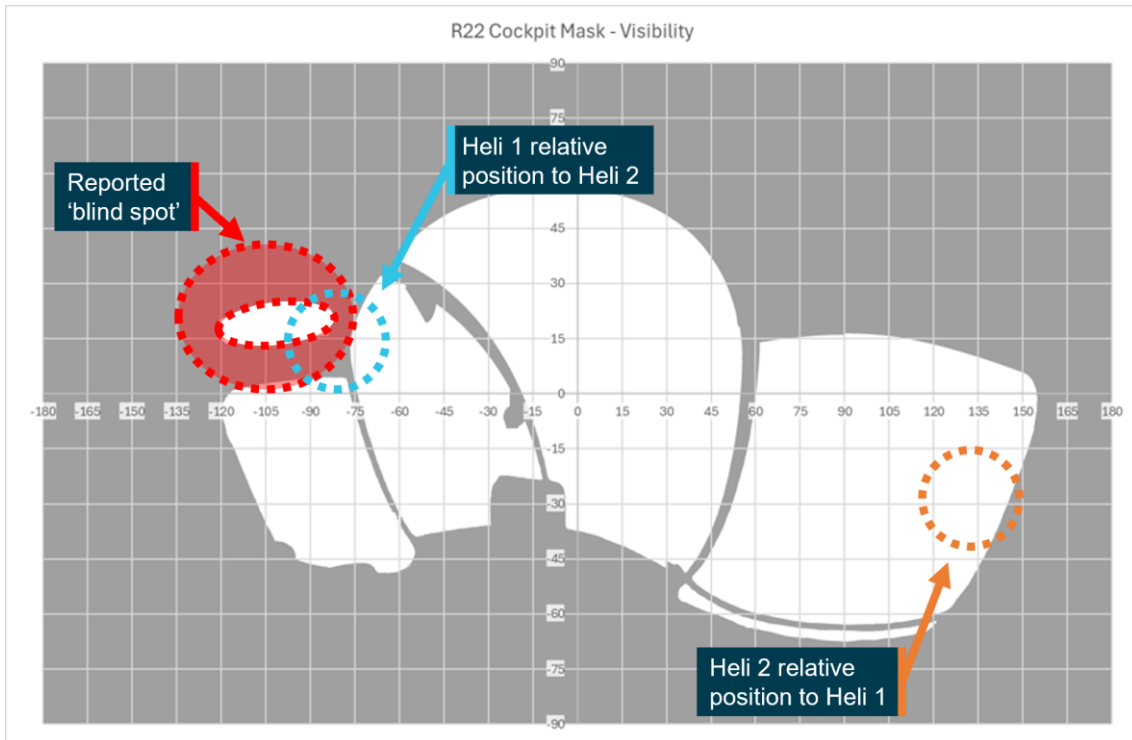 R22 Cockpit Mask - Visibility
90
75
Heli 1 relative
position to Heli 2
Reported
‘blind spot’
45
30
15
0
-180 -165 -150 -135 -120 -105 -90 -75 -60 -45 -30 -15 0 15 30 45 60 75 90 105 120 135 150 165 180
-15
-30
-45
-60
Heli 2 relative
position to Heli 1
-75
-90